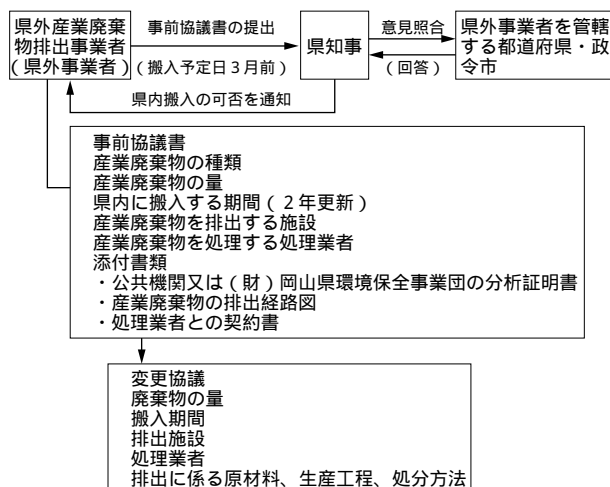 県外産業廃棄
物排出事業者
(県外事業者)
事前協議書の提出
(搬入予定日3月前)
県知事
意見照会
(回答)
県外事業者を管轄
する都道府県・政
令市
県内搬入の可否を通知
事前協議書
産業廃棄物の種類
産業廃棄物の量
県内に搬入する期間(2年更新)
産業廃棄物を排出する施設
産業廃棄物を処理する処理業者
添付書類
・公共機関又は(財)岡山県環境保全事業団の分析証明書
・産業廃棄物の排出経路図
・処理業者との契約書
変更協議
廃棄物の量
搬入期間
排出施設
処理業者
排出に係る原材料、生産工程、処分方法